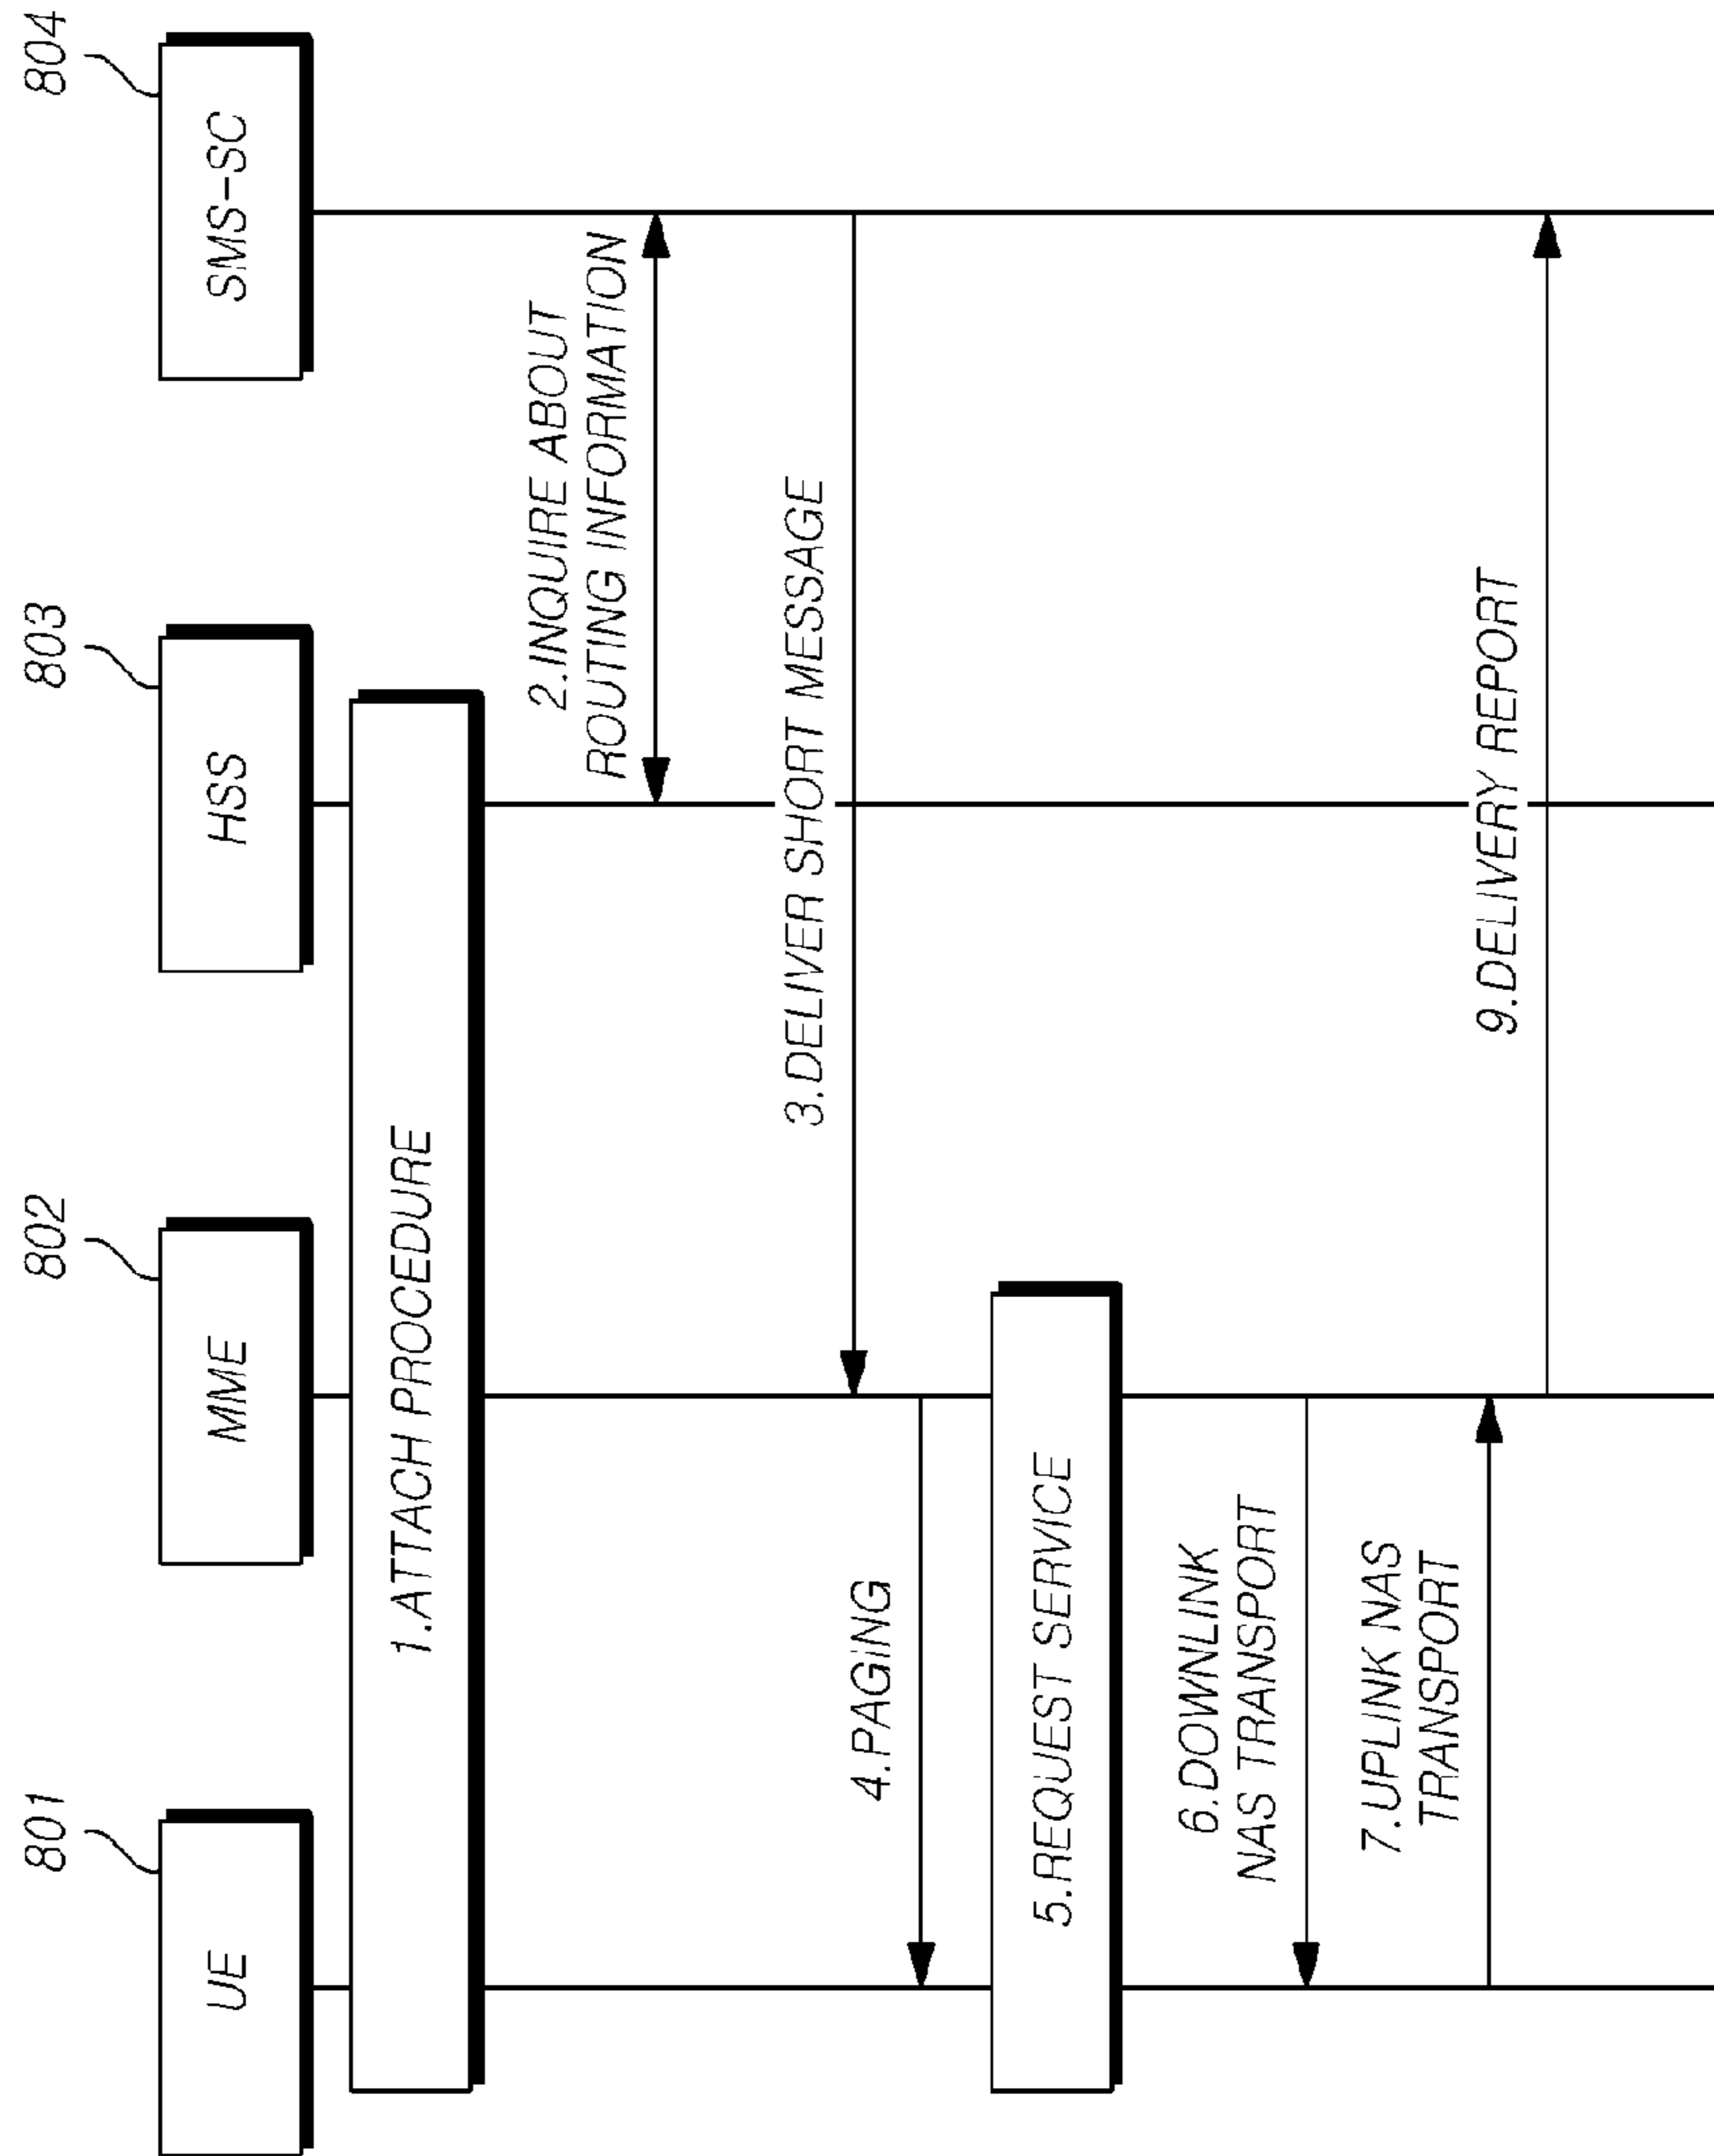 801
802
803
804
UE
MME
HSS
SMS-SC
1.ATTACH PROCEDURE
2.INQUIRE ABOUT
ROUTING INFORMATION
3.DELIVER SHORT MESSAGE
4.PAGING
5.REQUEST SERVICE
6.DOWNLINK
NAS TRANSPORT
7.UPLINK NAS
TRANSPORT
9.DELIVERY REPORT